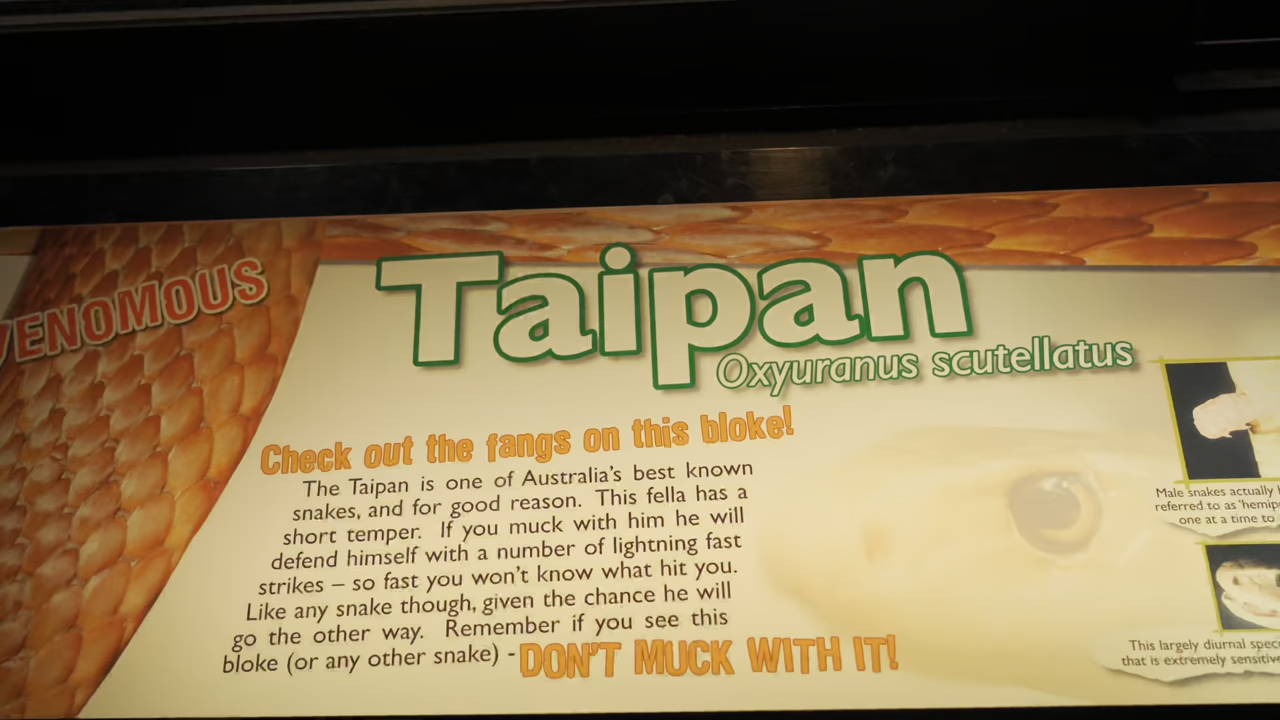 VENOMOUS
Taipan
Oxyuranus scutellatus
Check out the fangs on this bloke!
The Taipan is one of Australia's best known
snakes, and for good reason. This fella has a
short temper. If you muck with him he will
defend himself with a number of lightning fast
strikes – so fast you won't know what hit you.
Like any snake though, given the chance he will
go the other way. Remember if you see this
bloke (or any other snake) - DON'T MUCK WITH IT!
Male snakes actually
referred to as
one at a time to
This largely diurnal
that is extremely